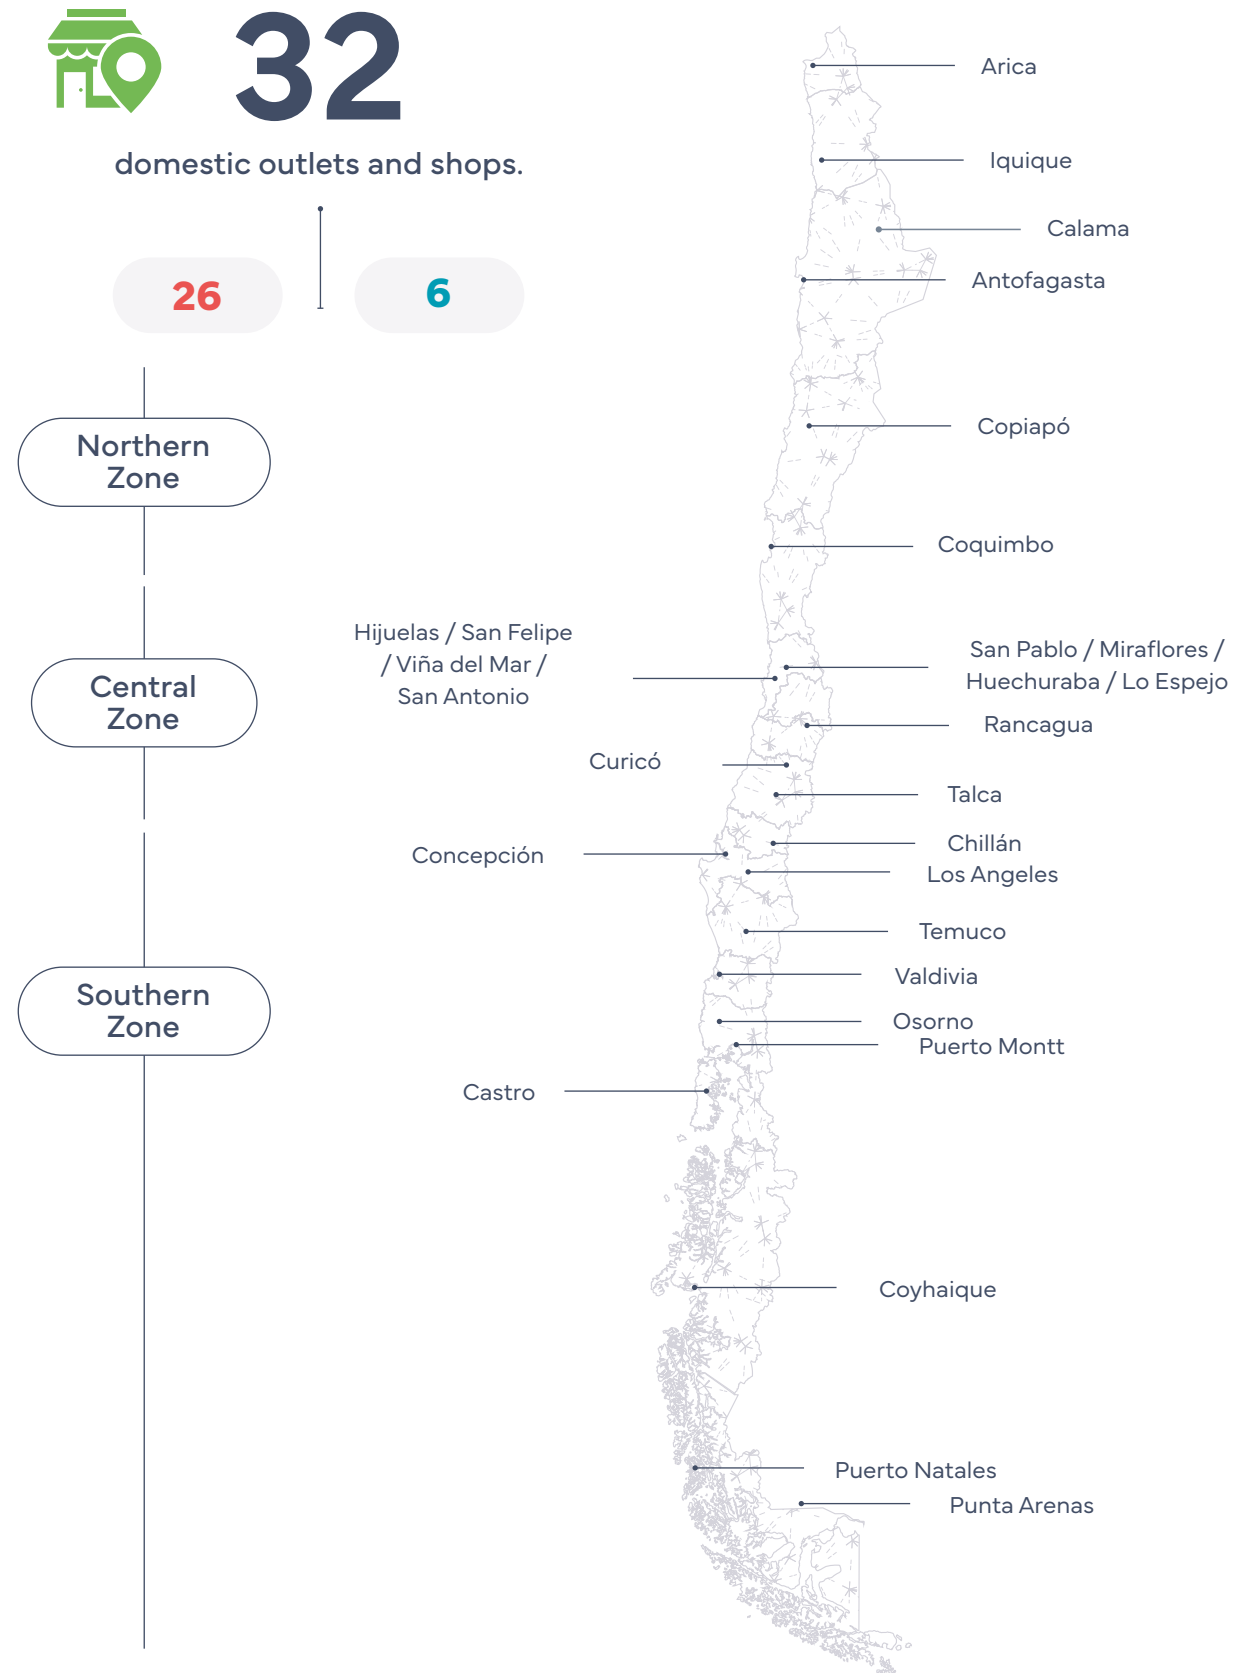 32
domestic outlets and shops.
26
6
Northern
Zone
Central
Zone
Southern
Zone
Arica
Iquique
Calama
Antofagasta
Copiapó
Coquimbo
Hijuelas / San Felipe
/ Viña del Mar /
San Antonio
San Pablo / Miraflores /
Huechuraba / Lo Espejo
Rancagua
Curicó
Talca
Chillán
Concepción
Los Angeles
Temuco
Valdivia
Osorno
Puerto Montt
Castro
Coyhaique
Puerto Natales
Punta Arenas